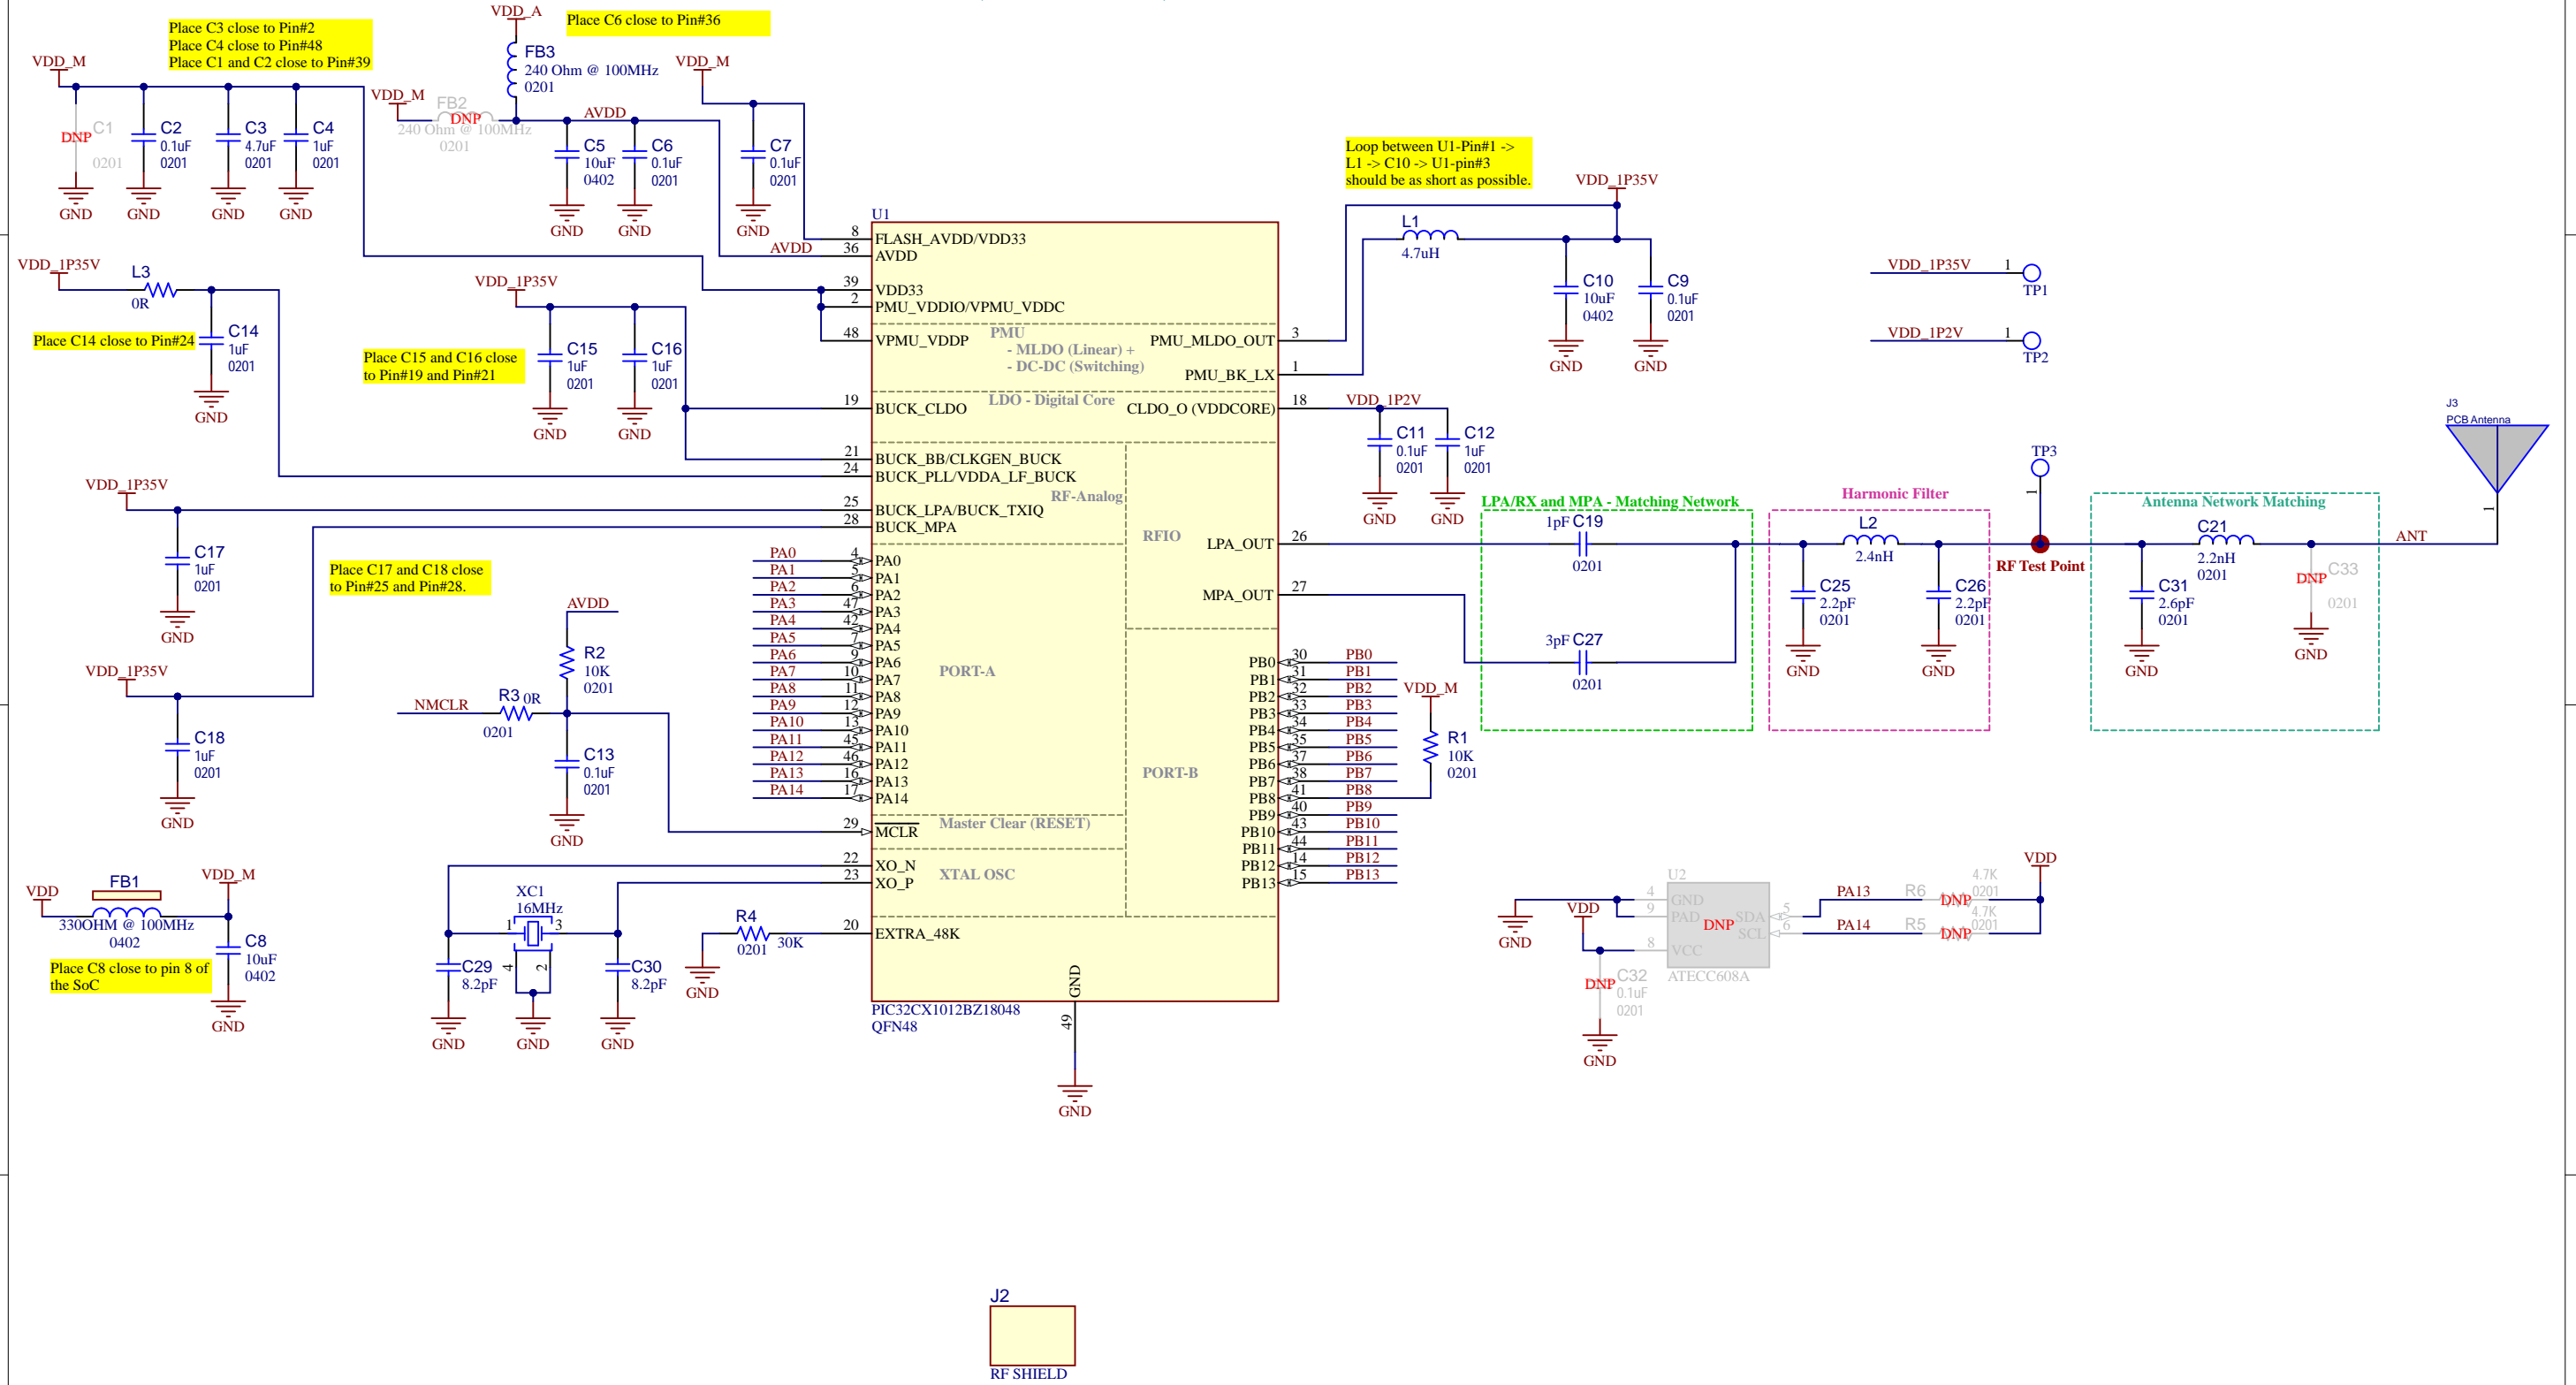 Place C3 close to Pin#2
Place C4 close to Pin#48
Place C1 and C2 close to Pin#39
VDD_M
DNP
C1
0201
C2
0.1uF
0201
C3
4.7uF
0201
C4
1uF
0201
GND
GND
GND
GND
VDD_A
Place C6 close to Pin#36
FB3
240 Ohm @ 100MHz
0201
VDD_M
FB2
DNP
240 Ohm @ 100MHz
0201
AVDD
C5
10uF
0402
C6
0.1uF
0201
GND
GND
VDD_M
C7
0.1uF
0201
GND
VDD_1P35V
L3
0R
Place C14 close to Pin#24
C14
1uF
0201
GND
VDD_1P35V
Place C15 and C16 close
to Pin#19 and Pin#21
C15
1uF
0201
C16
1uF
0201
GND
GND
VDD_1P35V
C17
1uF
0201
GND
Place C17 and C18 close
to Pin#25 and Pin#28.
VDD_1P35V
C18
1uF
0201
GND
AVDD
R2
10K
0201
NMCLR
R3
0R
0201
C13
0.1uF
0201
GND
VDD
FB1
330OHM @ 100MHz
0402
VDD_M
C8
10uF
0402
Place C8 close to pin 8 of
the SoC
GND
XC1
16MHz
1
3
4
2
C29
8.2pF
C30
8.2pF
GND
GND
GND
R4
0201
30K
GND
U1
8
FLASH_AVDD/VDD33
AVDD
36
AVDD
39
VDD33
2
PMU_VDDIO/VPMU_VDDC
48
VPMU_VDDP
PMU
- MLDO (Linear) +
- DC-DC (Switching)
PMU_MLDO_OUT
3
PMU_BK_LX
1
19
BUCK_CLDO
LDO - Digital Core
CLDO_O (VDDCORE)
18
21
BUCK_BB/CLKGEN_BUCK
24
BUCK_PLL/VDDA_LF_BUCK
RF-Analog
25
BUCK_LPA/BUCK_TXIQ
28
BUCK_MPA
RFIO
LPA_OUT
26
MPA_OUT
27
PA0 4 PA0
PA1 5 PA1
PA2 6 PA2
PA3 47 PA3
PA4 42 PA4
PA5 7 PA5
PA6 9 PA6
PA7 10 PA7
PA8 11 PA8
PA9 12 PA9
PA10 13 PA10
PA11 45 PA11
PA12 46 PA12
PA13 16 PA13
PA14 17 PA14
PORT-A
29
MCLR
Master Clear (RESET)
22
XO_N
23
XO_P
XTAL OSC
20
EXTRA_48K
PORT-B
PB0 30 PB0
PB1 31 PB1
PB2 32 PB2
PB3 33 PB3
PB4 34 PB4
PB5 35 PB5
PB6 37 PB6
PB7 38 PB7
PB8 41 PB8
PB9 40 PB9
PB10 43 PB10
PB11 44 PB11
PB12 14 PB12
PB13 15 PB13
GND
49
GND
PIC32CX1012BZ18048
QFN48
Loop between U1-Pin#1 ->
L1 -> C10 -> U1-pin#3
should be as short as possible.
VDD_1P35V
L1
4.7uH
C10
10uF
0402
C9
0.1uF
0201
GND
GND
VDD_1P35V
1
TP1
VDD_1P2V
1
TP2
VDD_1P2V
C11
0.1uF
0201
C12
1uF
0201
GND
GND
VDD_M
R1
10K
0201
LPA/RX and MPA - Matching Network
1pF
C19
0201
3pF
C27
0201
Harmonic Filter
L2
2.4nH
C25
2.2pF
0201
C26
2.2pF
0201
GND
GND
TP3
1
RF Test Point
Antenna Network Matching
C21
2.2nH
0201
C31
2.6pF
0201
DNP
C33
0201
GND
GND
ANT
J3
PCB Antenna
1
U2
4
GND
9
PAD
8
VCC
DNP
SDA
5
SCL
6
ATECC608A
GND
VDD
DNP
C32
0.1uF
0201
GND
PA13
R6
4.7K
0201
DNP
PA14
R5
4.7K
0201
DNP
VDD
J2
RF SHIELD